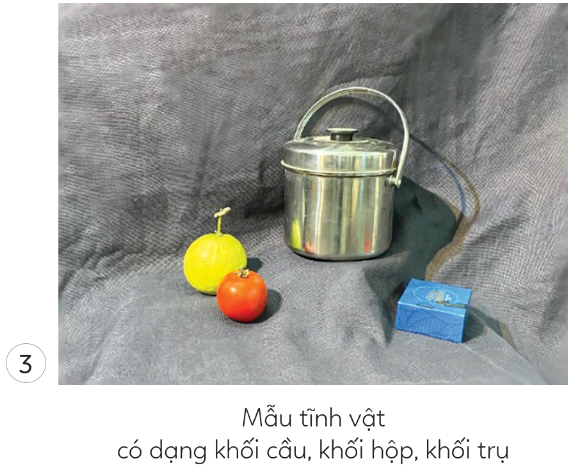 3
Mẫu tĩnh vật
có dạng khối cầu, khối hộp, khối trụ